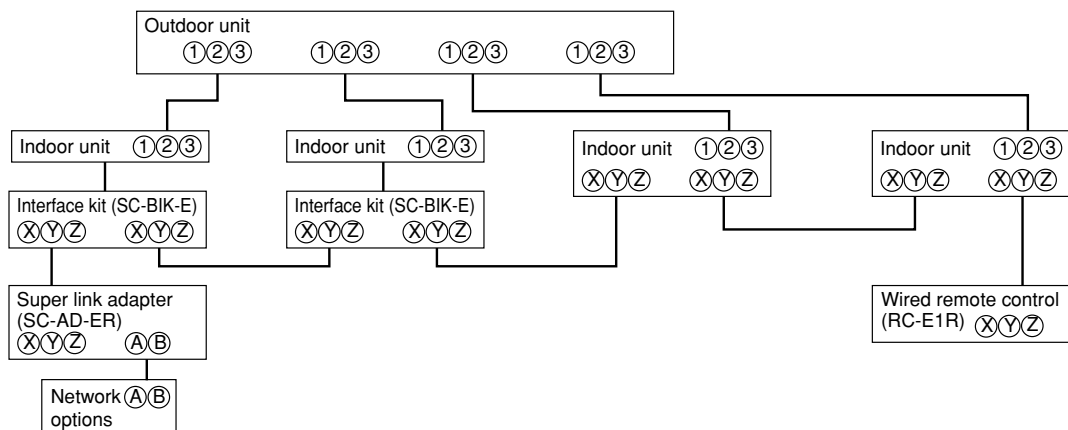 Outdoor unit
①②③ ①②③ ①②③ ①②③
Indoor unit ①②③
Indoor unit ①②③
Indoor unit ①②③
ⓍⓎⓏ ⓍⓎⓏ
Indoor unit ①②③
ⓍⓎⓏ ⓍⓎⓏ
Interface kit (SC-BIK-E)
ⓍⓎⓏ ⓍⓎⓏ
Interface kit (SC-BIK-E)
ⓍⓎⓏ ⓍⓎⓏ
Super link adapter
(SC-AD-ER)
ⓍⓎⓏ ⒶⒷ
Wired remote control
(RC-E1R) ⓍⓎⓏ
Network ⒶⒷ
options